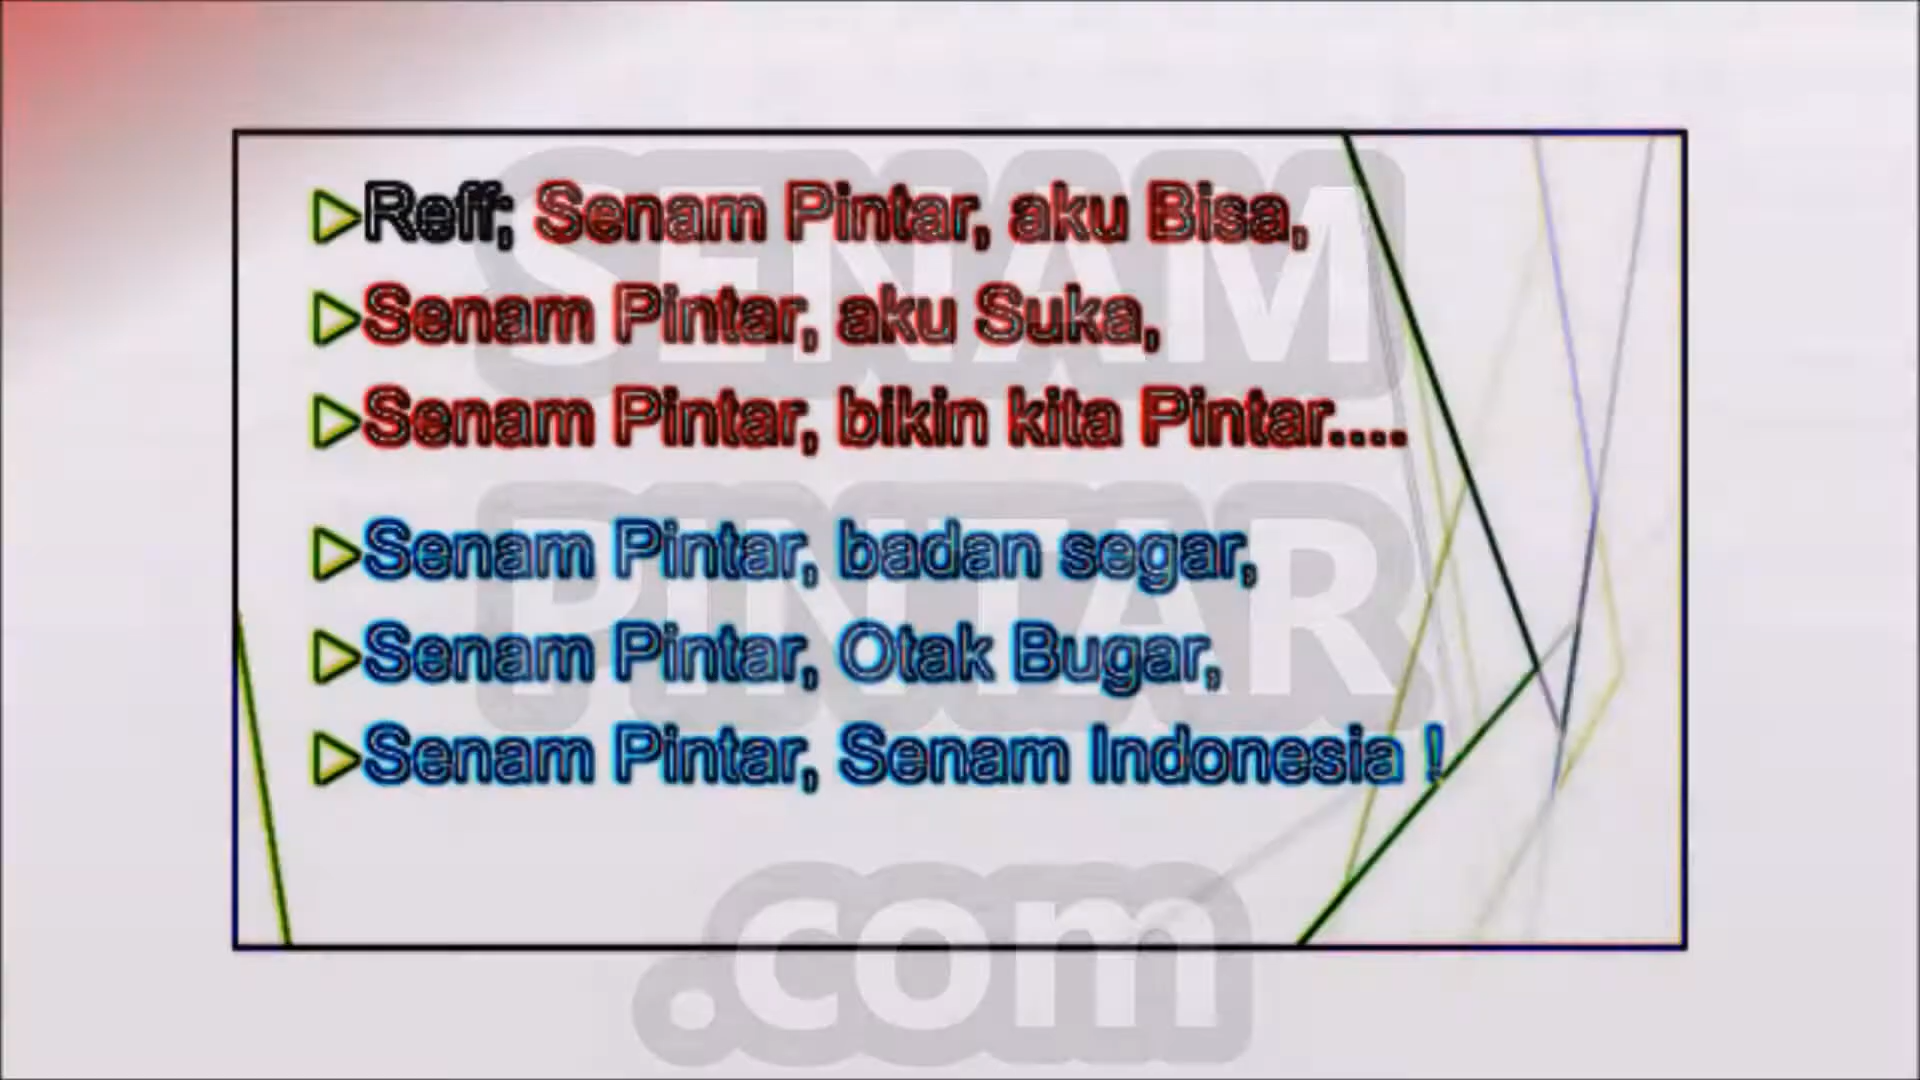 Reff; Senam Pintar, aku Bisa,
Senam Pintar, aku Suka,
Senam Pintar, bikin kita Pintar....
Senam Pintar, badan segar,
Senam Pintar, Otak Bugar,
Senam Pintar, Senam Indonesia !
SENAM
PINTAR
.com